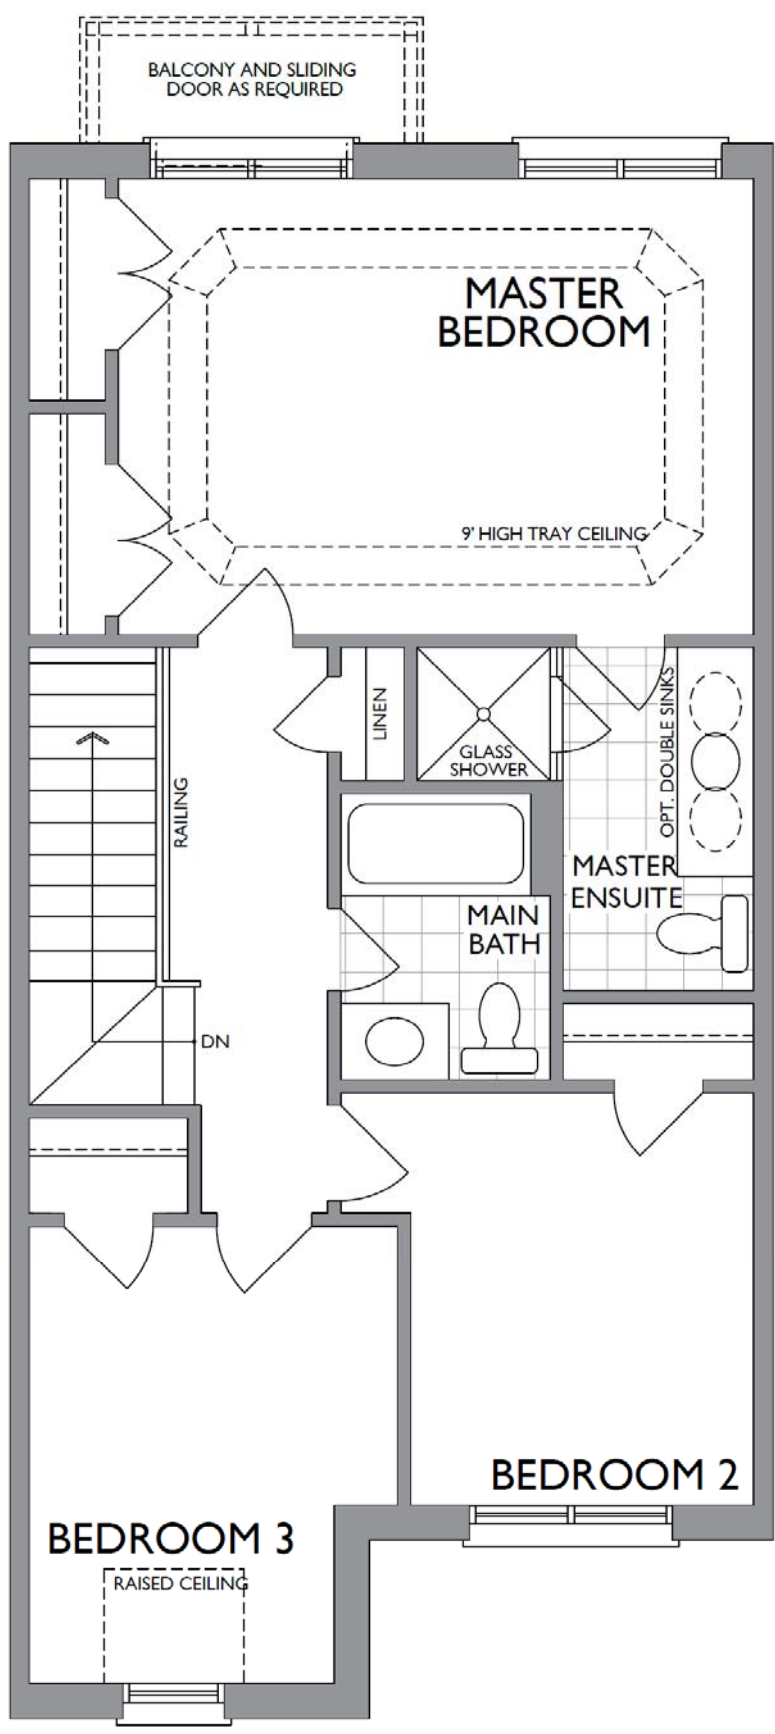 BALCONY AND SLIDING
DOOR AS REQUIRED
MASTER
BEDROOM
9' HIGH TRAY CEILING
LINEN
GLASS
SHOWER
OPT. DOUBLE SINKS
RAILING
MASTER
ENSUITE
MAIN
BATH
DN
BEDROOM 2
BEDROOM 3
RAISED CEILING